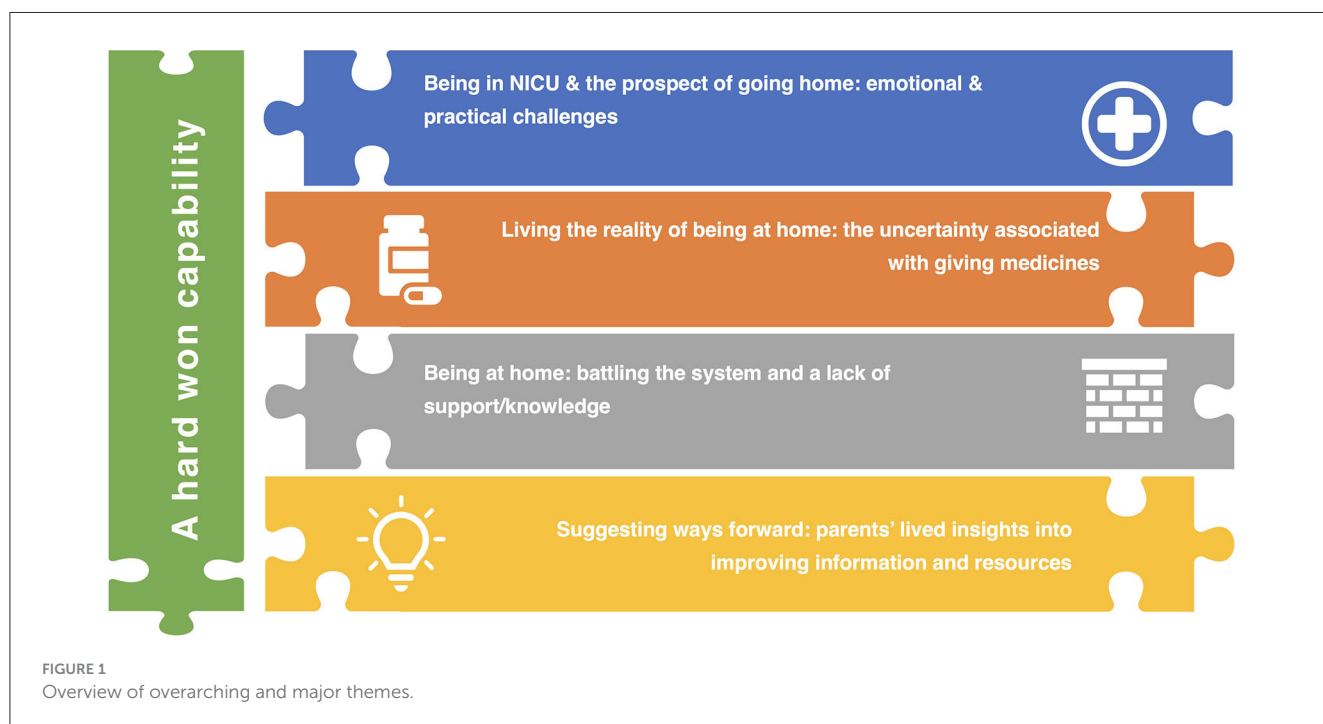 A hard won capability
Being in NICU & the prospect of going home: emotional &
practical challenges
Living the reality of being at home: the uncertainty associated
with giving medicines
Being at home: battling the system and a lack of
support/knowledge
Suggesting ways forward: parents’ lived insights into
improving information and resources
FIGURE 1
Overview of overarching and major themes.